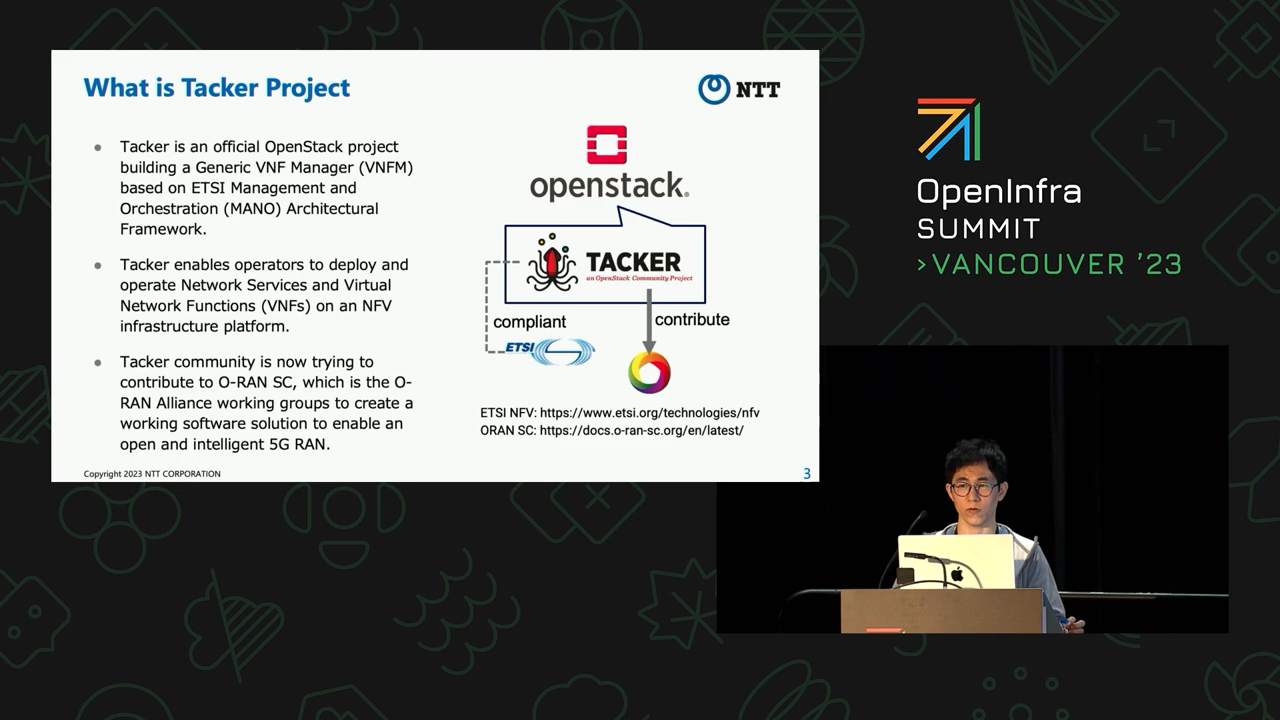 What is Tacker Project
NTT
● Tacker is an official OpenStack project
building a Generic VNF Manager (VNFM)
based on ETSI Management and
Orchestration (MANO) Architectural
Framework.
● Tacker enables operators to deploy and
operate Network Services and Virtual
Network Functions (VNFs) on an NFV
infrastructure platform.
● Tacker community is now trying to
contribute to O-RAN SC, which is the O-
RAN Alliance working groups to create a
working software solution to enable an
open and intelligent 5G RAN.
openstack®
TACKER
an OpenStack Community Project
compliant
contribute
ETSI
ETSI NFV: https://www.etsi.org/technologies/nfv
ORAN SC: https://docs.o-ran-sc.org/en/latest/
Copyright 2023 NTT CORPORATION
3
OpenInfra
SUMMIT
>VANCOUVER ’23